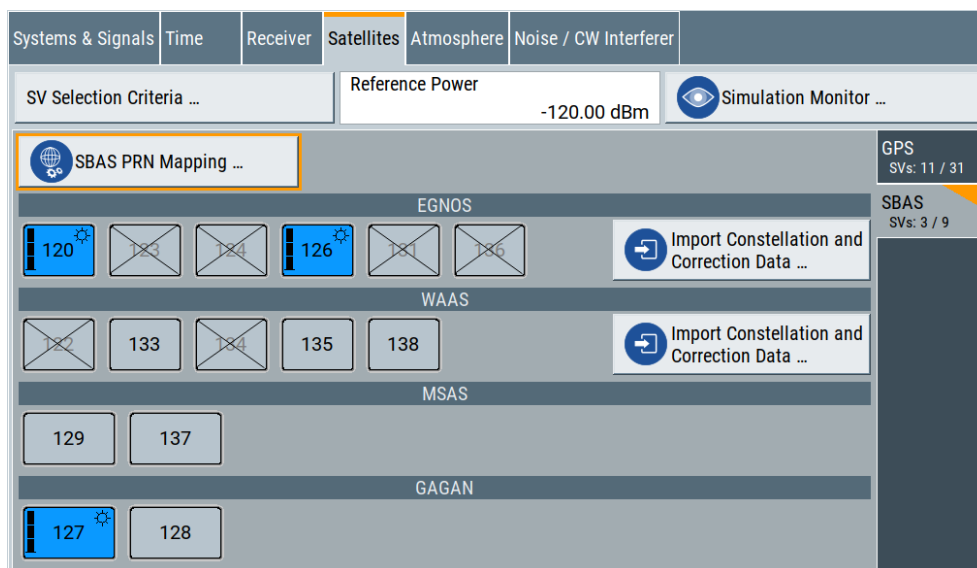 Systems & Signals Time Receiver Satellites Atmosphere Noise / CW Interferer
SV Selection Criteria ...
Reference Power
-120.00 dBm
Simulation Monitor ...
SBAS PRN Mapping ...
GPS
SVs: 11 / 31
SBAS
SVs: 3 / 9
EGNOS
120 123 124 126 131 136
Import Constellation and
Correction Data ...
WAAS
122 133 134 135 138
Import Constellation and
Correction Data ...
MSAS
129 137
GAGAN
127 128